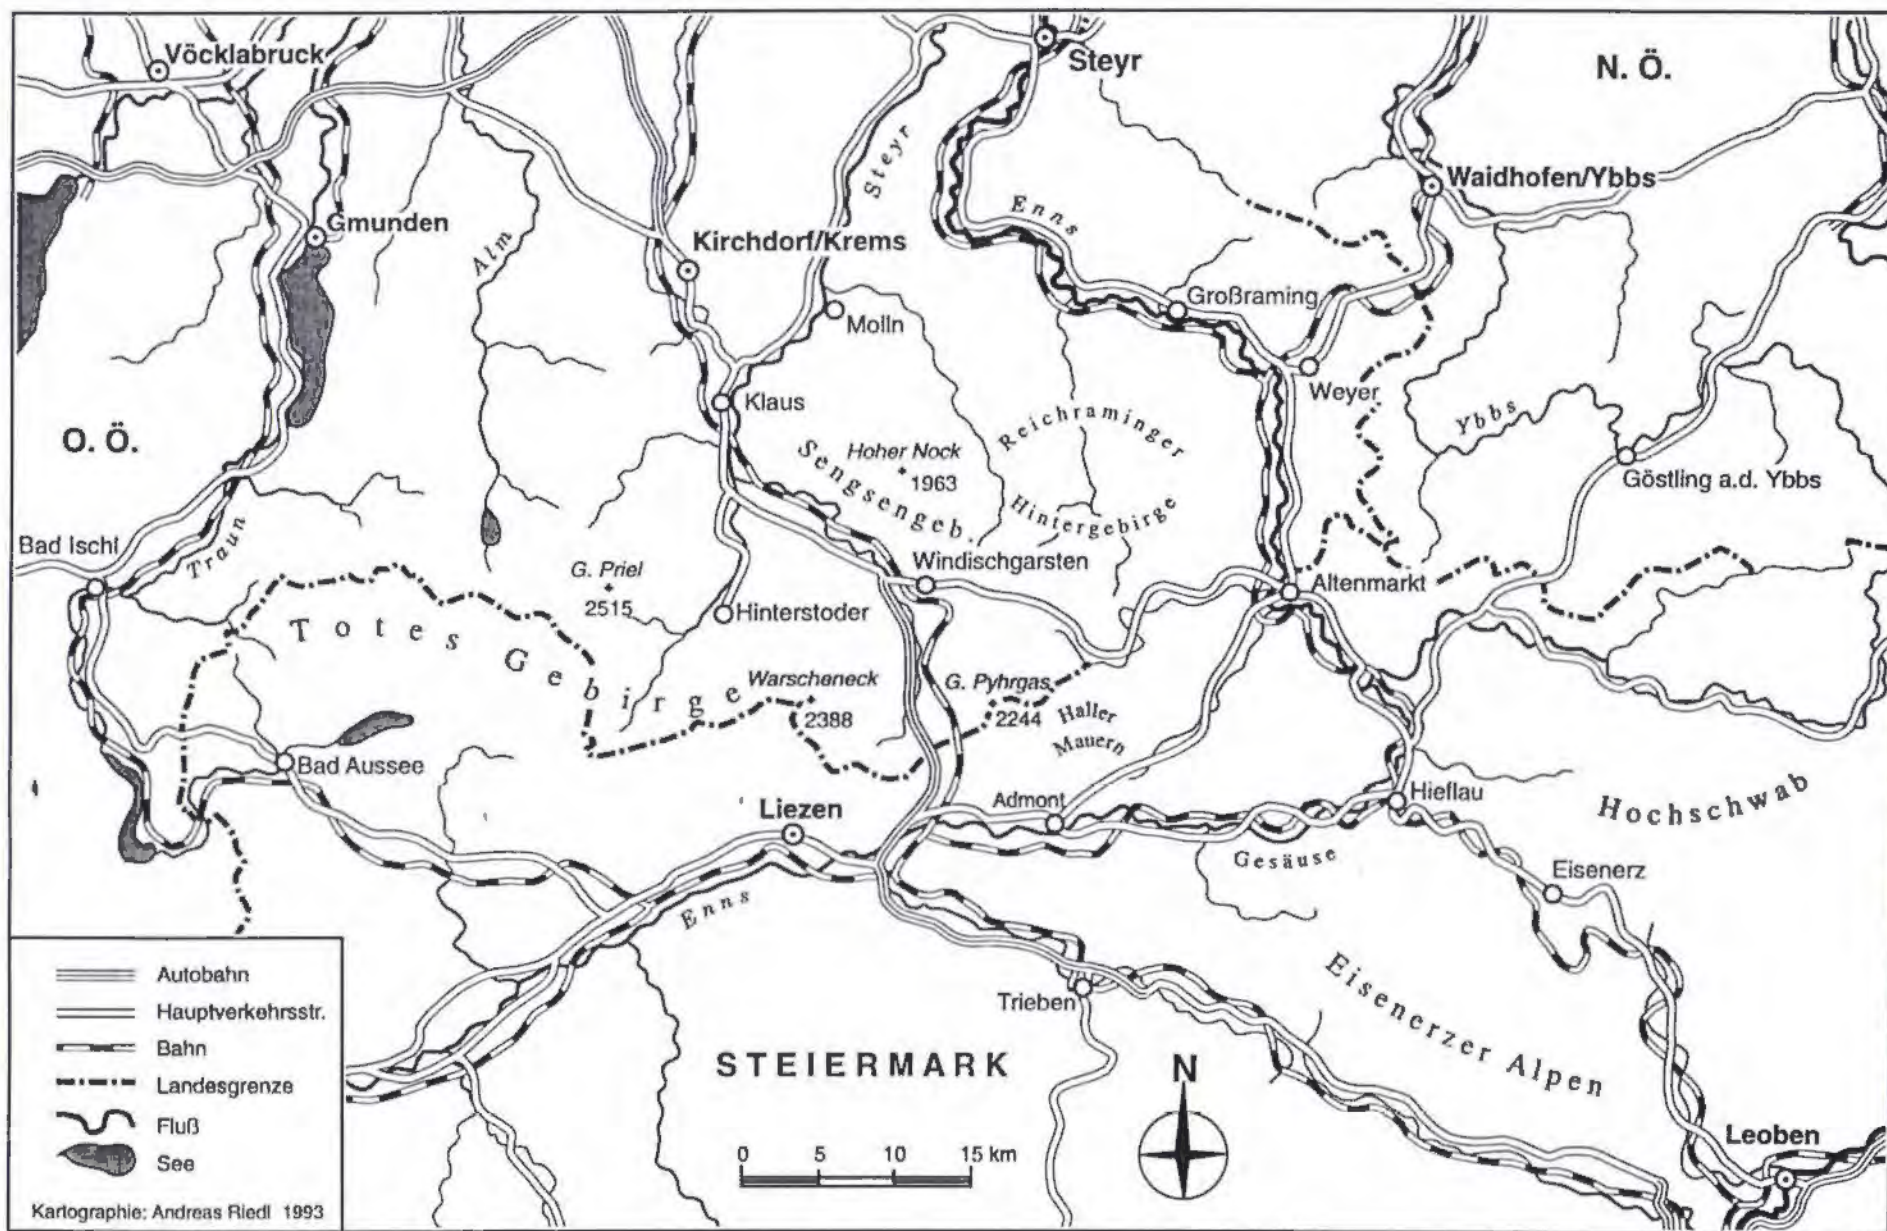 Vöcklabruck
Steyr
N. Ö.
Steyr
Waidhofen/Ybbs
Gmunden
Enns
Alm
Kirchdorf/Krems
Großraming
Molln
Weyer
Klaus
Reichraminger
Ybbs
O. Ö.
Hoher Nock
1963
Sengsengeb.
Göstling a.d. Ybbs
Hintergebirge
Bad Ischl
Traun
G. Priel
2515
Windischgarsten
Altenmarkt
Hinterstoder
Totes Gebirge
Warscheneck
2388
G. Pyhrgas
2244
Haller
Mauern
Bad Aussee
Liezen
Admont
Hieflau
Hochschwab
Gesäuse
Eisenerz
Enns
Autobahn
Hauptverkehrsstr.
Bahn
Landesgrenze
Fluß
See
Kartographie: Andreas Riedl 1993
Trieben
Eisenerzer Alpen
STEIERMARK
N
0 5 10 15 km
Leoben